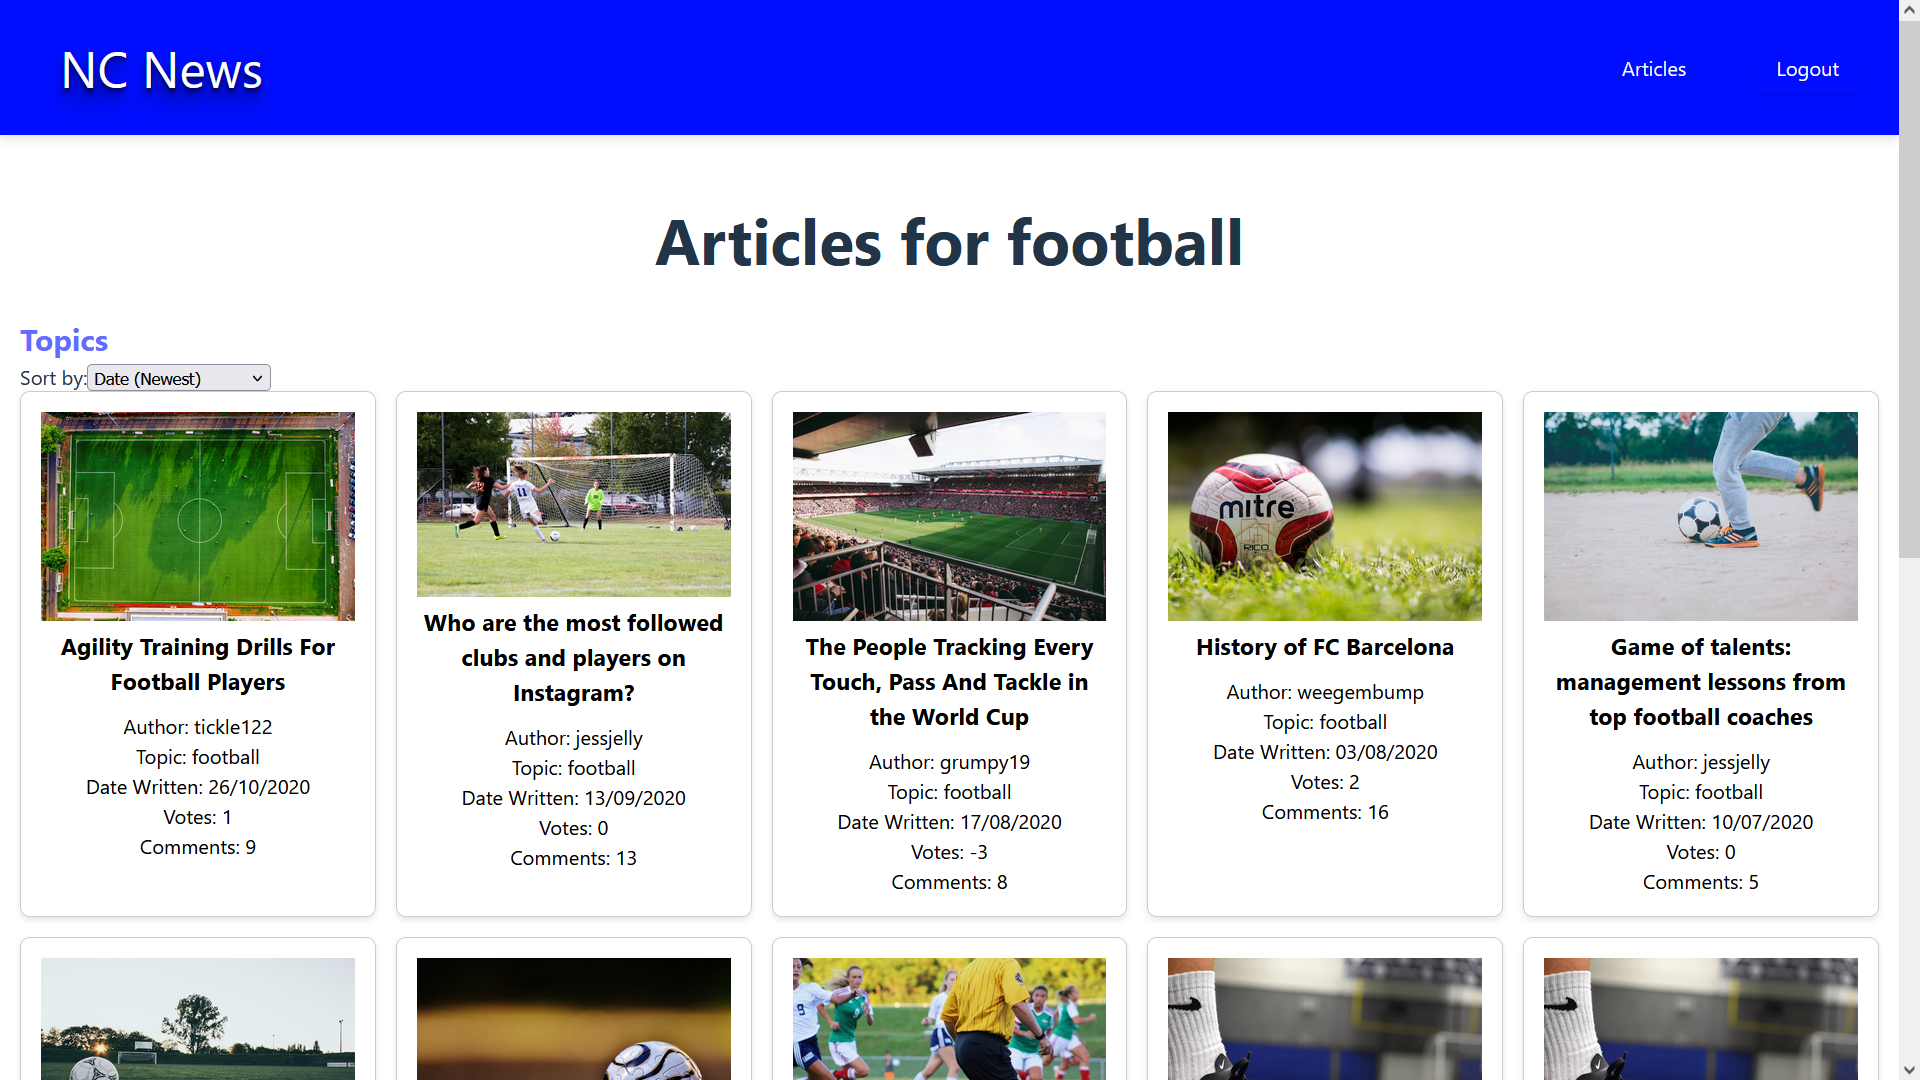 NC News
Articles
Logout
Articles for football
Topics
Sort by: Date (Newest)
11
mitre
RICO
Agility Training Drills For
Football Players
Author: tickle122
Topic: football
Date Written: 26/10/2020
Votes: 1
Comments: 9
Who are the most followed
clubs and players on
Instagram?
Author: jessjelly
Topic: football
Date Written: 13/09/2020
Votes: 0
Comments: 13
The People Tracking Every
Touch, Pass And Tackle in
the World Cup
Author: grumpy19
Topic: football
Date Written: 17/08/2020
Votes: -3
Comments: 8
History of FC Barcelona
Author: weegembump
Topic: football
Date Written: 03/08/2020
Votes: 2
Comments: 16
Game of talents:
management lessons from
top football coaches
Author: jessjelly
Topic: football
Date Written: 10/07/2020
Votes: 0
Comments: 5
9